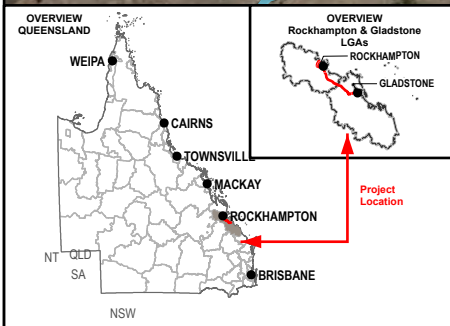 OVERVIEW
QUEENSLAND
WEIPA
CAIRNS
TOWNSVILLE
MACKAY
ROCKHAMPTON
BRISBANE
NT
QLD
SA
NSW
OVERVIEW
Rockhampton & Gladstone
LGAs
ROCKHAMPTON
GLADSTONE
Project
Location